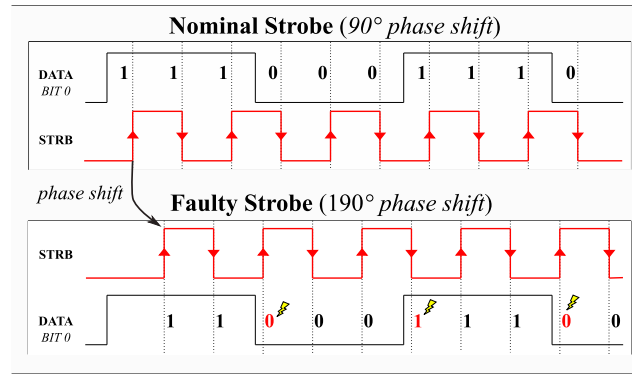 Nominal Strobe (90° phase shift)
DATA 1 1 1 0 0 0 1 1 1 0
BIT 0
STRB
phase shift
Faulty Strobe (190° phase shift)
STRB
DATA 1 1 0 0 0 1 1 1 0 0
BIT 0